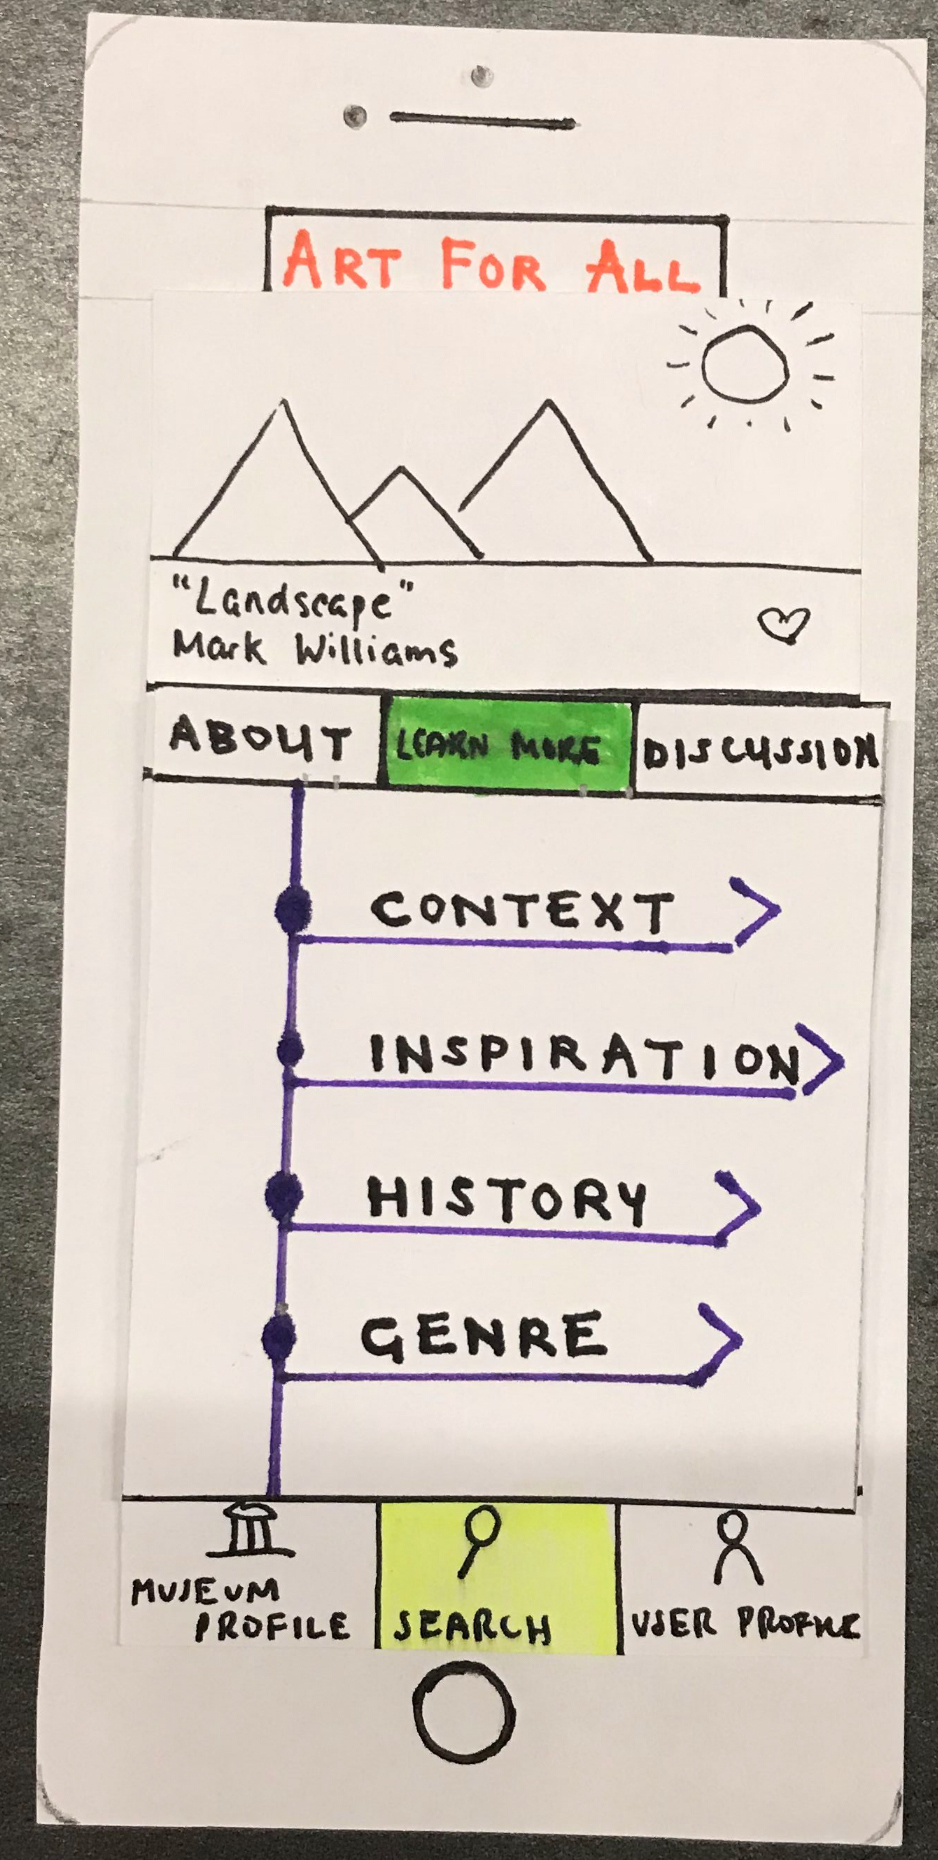 ART FOR ALL
"Landscape"
Mark Williams
ABOUT LEARN MORE DISCUSSION
CONTEXT >
INSPIRATION >
HISTORY >
GENRE >
MUSEUM
PROFILE SEARCH USER PROFILE